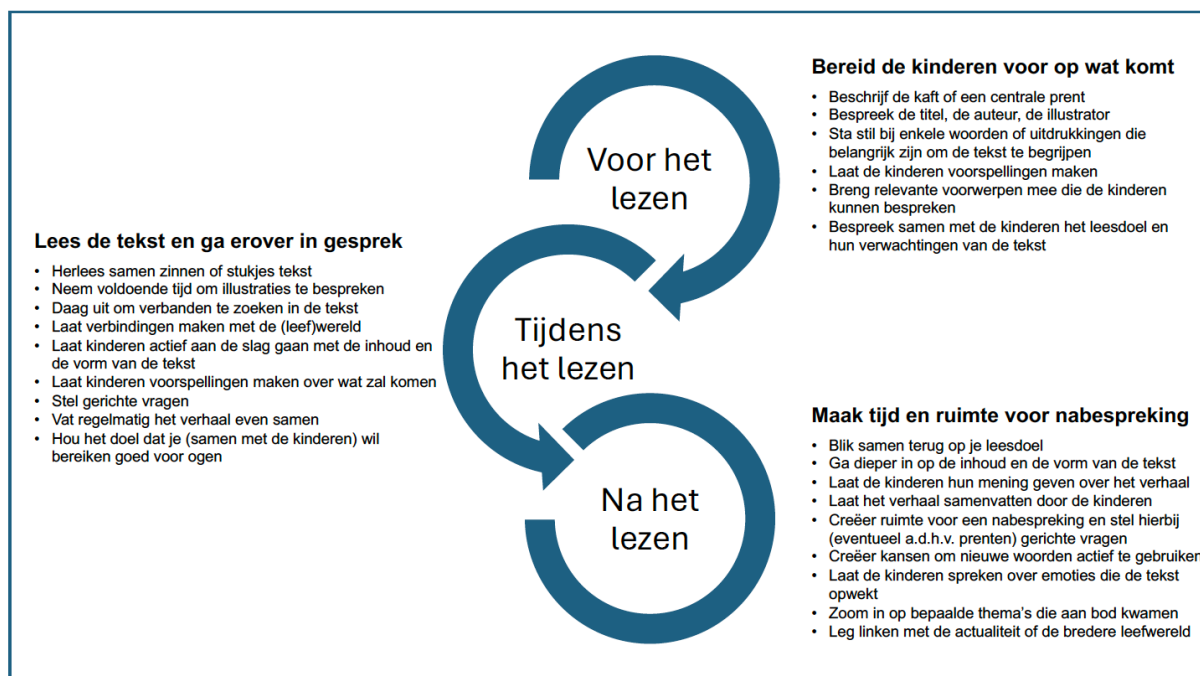 Voor het
lezen
Bereid de kinderen voor op wat komt
• Beschrijf de kaft of een centrale prent
• Bespreek de titel, de auteur, de illustrator
• Sta stil bij enkele woorden of uitdrukkingen die
belangrijk zijn om de tekst te begrijpen
• Laat de kinderen voorspellingen maken
• Breng relevante voorwerpen mee die de kinderen
kunnen bespreken
• Bespreek samen met de kinderen het leesdoel en
hun verwachtingen van de tekst
Tijdens
het lezen
Lees de tekst en ga erover in gesprek
• Herlees samen zinnen of stukjes tekst
• Neem voldoende tijd om illustraties te bespreken
• Daag uit om verbanden te zoeken in de tekst
• Laat verbindingen maken met de (leef)wereld
• Laat kinderen actief aan de slag gaan met de inhoud en
de vorm van de tekst
• Laat kinderen voorspellingen maken over wat zal komen
• Stel gerichte vragen
• Vat regelmatig het verhaal even samen
• Hou het doel dat je (samen met de kinderen) wil
bereiken goed voor ogen
Na het
lezen
Maak tijd en ruimte voor nabespreking
• Blik samen terug op je leesdoel
• Ga dieper in op de inhoud en de vorm van de tekst
• Laat de kinderen hun mening geven over het verhaal
• Laat het verhaal samenvatten door de kinderen
• Creëer ruimte voor een nabespreking en stel hierbij
(eventueel a.d.h.v. prenten) gerichte vragen
• Creëer kansen om nieuwe woorden actief te gebruiken
• Laat de kinderen spreken over emoties die de tekst
opwekt
• Zoom in op bepaalde thema's die aan bod kwamen
• Leg linken met de actualiteit of de bredere leefwereld